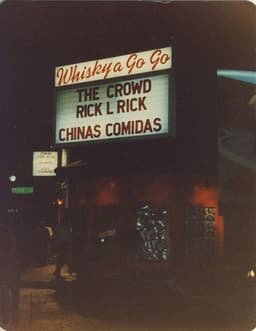 Whisky a Go Go
THE CROWD
RICK L RICK
CHINAS COMIDAS